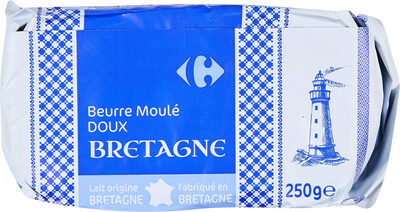 Beurre Moulé
DOUX
BRETAGNE
Lait origine
BRETAGNE
Fabriqué en
BRETAGNE
250g℮